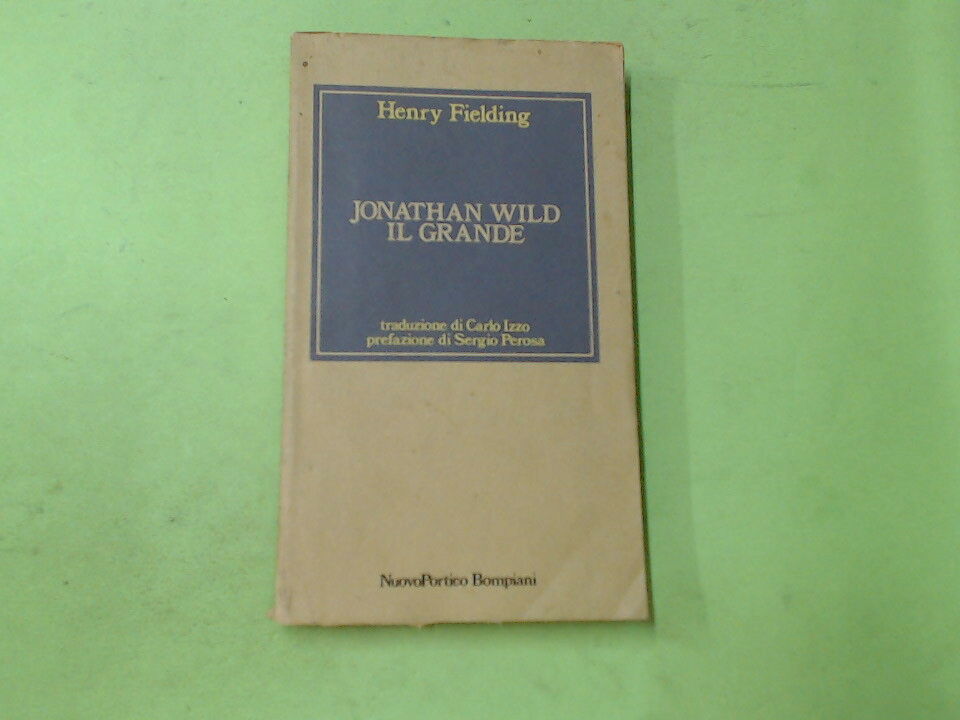 Henry Fielding
JONATHAN WILD
IL GRANDE
traduzione di Carlo Izzo
prefazione di Sergio Perosa
NuovoPortico Bompiani